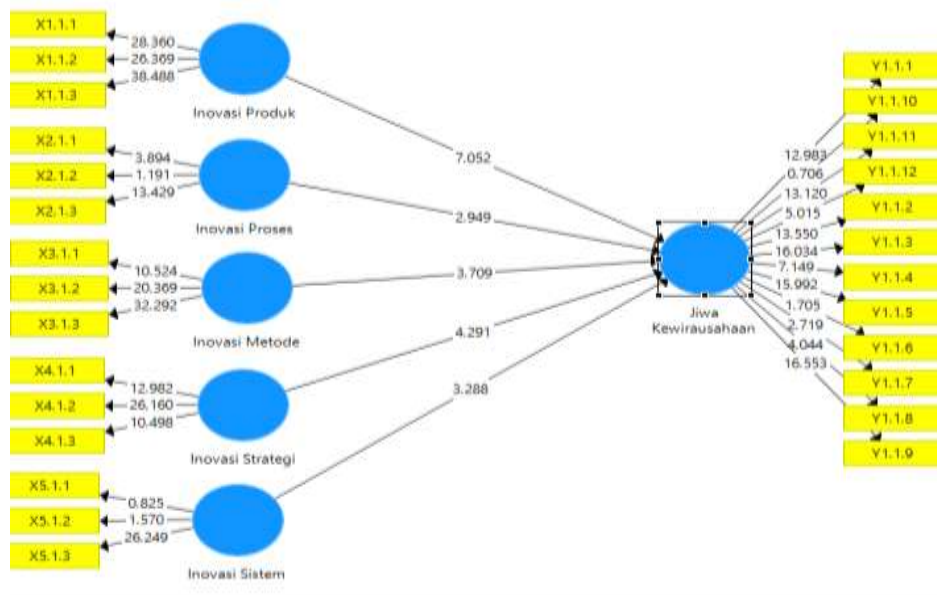 X1.1.1
28.360
X1.1.2
26.369
X1.1.3
38.488
Inovasi Produk
X2.1.1
3.894
X2.1.2
1.191
X2.1.3
13.429
Inovasi Proses
X3.1.1
10.524
X3.1.2
20.369
X3.1.3
32.292
Inovasi Metode
X4.1.1
12.982
X4.1.2
26.160
X4.1.3
10.498
Inovasi Strategi
X5.1.1
0.825
X5.1.2
1.570
X5.1.3
26.249
Inovasi Sistem
7.052
2.949
3.709
4.291
3.288
Jiwa
Kewirausahaan
12.983
0.706
13.120
5.015
13.550
16.034
7.149
15.992
1.705
2.719
4.044
16.553
Y1.1.1
Y1.1.10
Y1.1.11
Y1.1.12
Y1.1.2
Y1.1.3
Y1.1.4
Y1.1.5
Y1.1.6
Y1.1.7
Y1.1.8
Y1.1.9